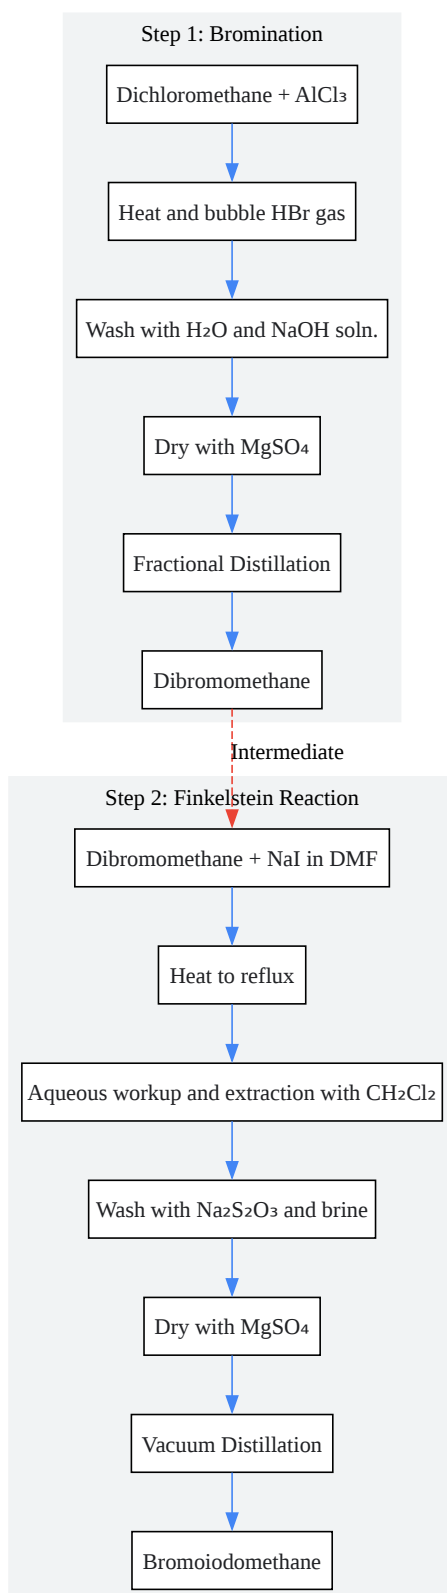 Step 1: Bromination
Dichloromethane + AlCl₃
Heat and bubble HBr gas
Wash with H₂O and NaOH soln.
Dry with MgSO₄
Fractional Distillation
Dibromomethane
Intermediate
Step 2: Finkelstein Reaction
Dibromomethane + NaI in DMF
Heat to reflux
Aqueous workup and extraction with CH₂Cl₂
Wash with Na₂S₂O₃ and brine
Dry with MgSO₄
Vacuum Distillation
Bromoiodomethane